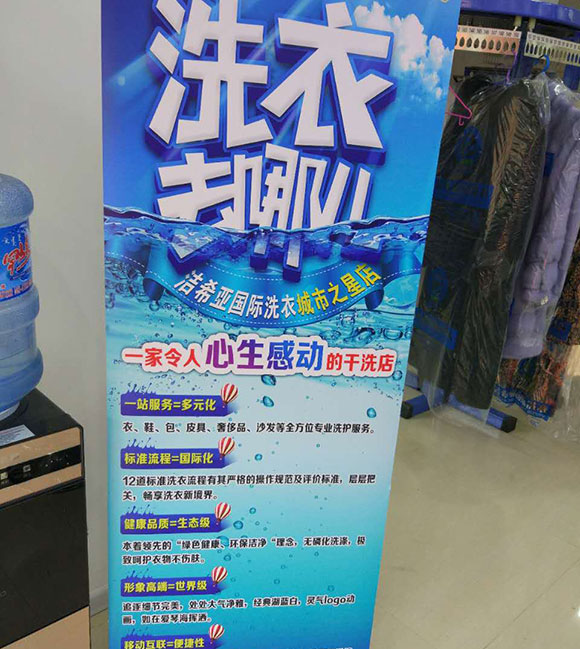 洗衣
去哪儿
洁希亚国际洗衣城市之星店
一家令人心生感动的干洗店
一站服务=多元化
衣、鞋、包、皮具、奢侈品、沙发等全方位专业洗护服务。
标准流程=国际化
12道标准洗衣流程有其严格的操作规范及评价标准，层层把
关，畅享洗衣新境界。
健康品质=生态级
本着领先的“绿色健康、环保洁净“理念，无磷化洗涤，极
致呵护衣物不伤肤。
形象高端=世界级
追逐细节完美，处处大气净雅，经典湖蓝白，灵气logo动
画，如在爱琴海挥洒。
移动互联=便捷性